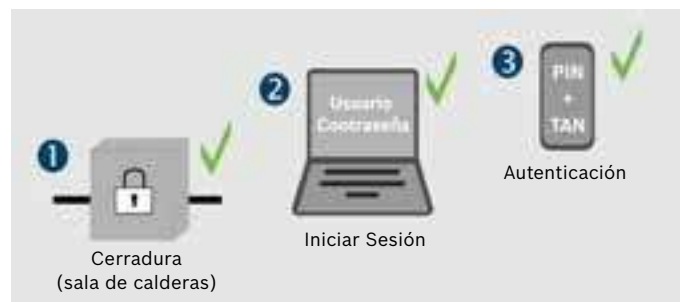 1
Cerradura
(sala de calderas)
2
Usuario
Contraseña
Iniciar Sesión
3
PIN
+
TAN
Autenticación